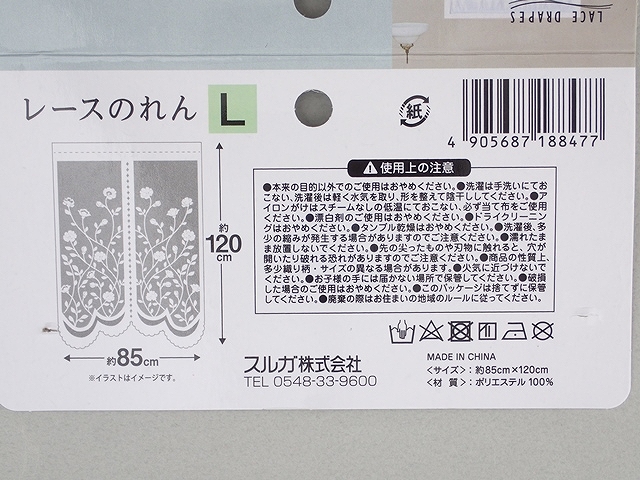 LACE DRAPES
レースのれん L
紙
4 905687 188477
約
120
cm
約85cm
※イラストはイメージです。
使用上の注意
●本来の目的以外でのご使用はおやめください。●洗濯は手洗いにてお
こない、洗濯後は軽く水気を取り、形を整えて陰干ししてください。●ア
イロンがけはスチームなしの低温にておこない、必ず当て布をご使用
ください。●漂白剤のご使用はおやめください。●ドライクリーニン
グはおやめください。●タンブル乾燥はおやめください。●洗濯後、多
少の縮みが発生する場合がありますのでご注意ください。●濡れたま
ま放置しないでください。●先の尖ったものや刃物に触れると、穴が
開いたり破れる恐れがありますのでご注意ください。●商品の性質上、
多少織り柄・サイズの異なる場合があります。●火気に近づけないで
ください。●お子様の手には届かない場所で保管してください。●破損
した場合のご使用はおやめください。●このパッケージは捨てずに保管
してください。●廃棄の際はお住まいの地域のルールに従ってください。
スルガ株式会社
TEL 0548-33-9600
MADE IN CHINA
〈サイズ〉：約85cm×120cm
〈材 質〉：ポリエステル 100%